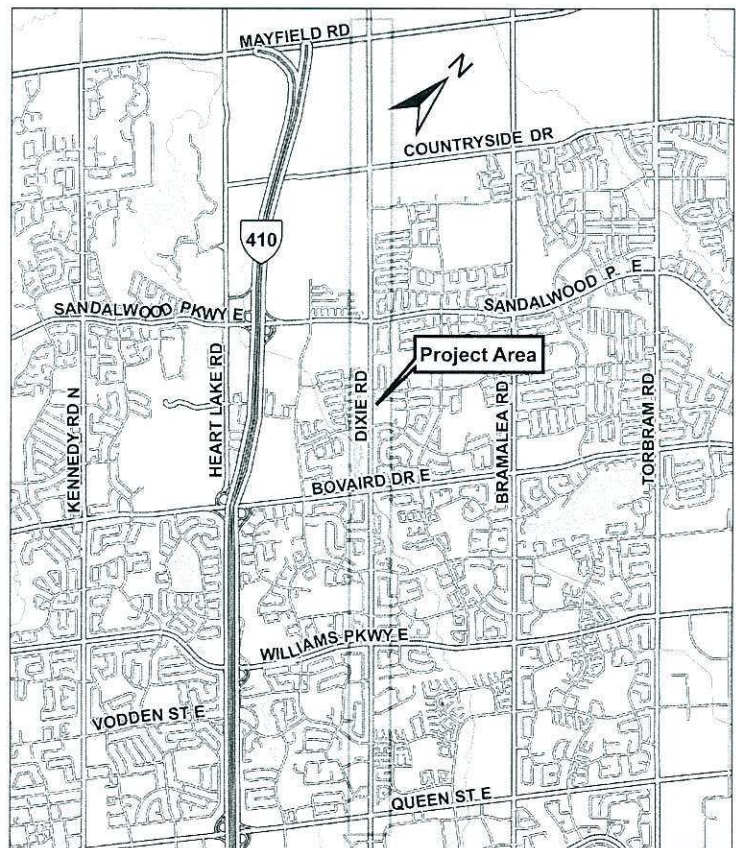 MAYFIELD RD
N
COUNTRYSIDE DR
410
SANDALWOOD PKWY E
SANDALWOOD P E
Project Area
HEART LAKE RD
DIXIE RD
KENNEDY RD N
BRAMALEA RD
TORBRAM RD
BOVAIRD DR E
WILLIAMS PKWY E
VODDEN ST E
QUEEN ST E